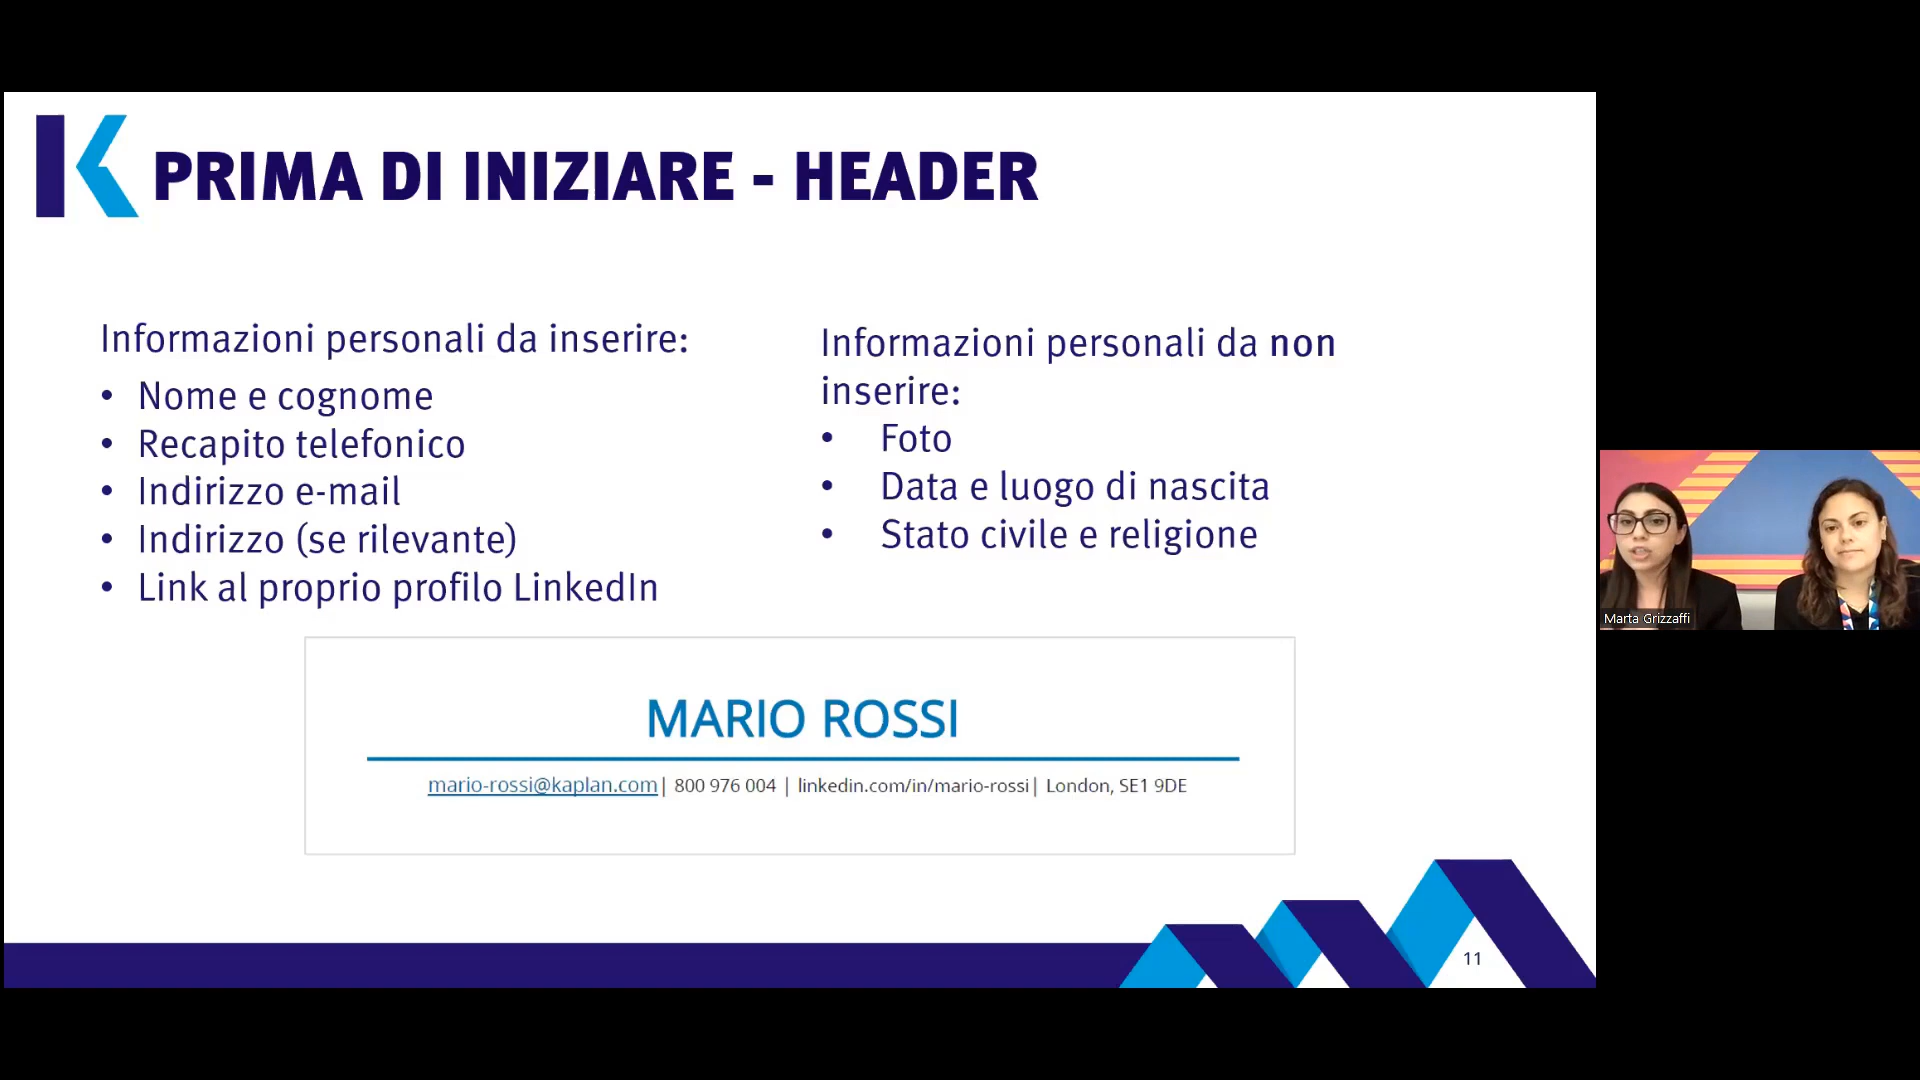 PRIMA DI INIZIARE - HEADER
Informazioni personali da inserire:
• Nome e cognome
• Recapito telefonico
• Indirizzo e-mail
• Indirizzo (se rilevante)
• Link al proprio profilo LinkedIn
Informazioni personali da non
inserire:
• Foto
• Data e luogo di nascita
• Stato civile e religione
MARIO ROSSI
mario-rossi@kaplan.com| 800 976 004 | linkedin.com/in/mario-rossi| London, SE1 9DE
11
Marta Grizzaffi